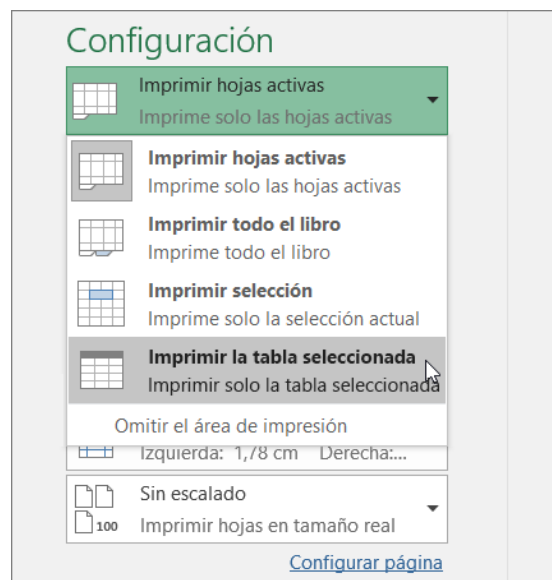 Configuración
Imprimir hojas activas
Imprime solo las hojas activas
Imprimir hojas activas
Imprime solo las hojas activas
Imprimir todo el libro
Imprime todo el libro
Imprimir selección
Imprime solo la selección actual
Imprimir la tabla seleccionada
Imprimir solo la tabla seleccionada
Omitir el área de impresión
Izquierda: 1,78 cm Derecha:...
Sin escalado
100 Imprimir hojas en tamaño real
Configurar página